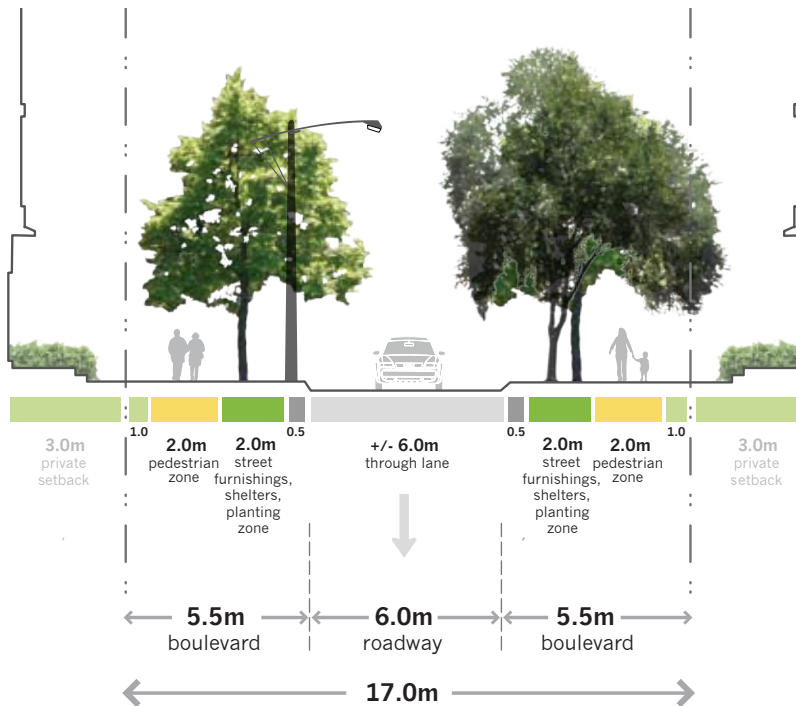 1.0
0.5
0.5
1.0
3.0m
private
setback
2.0m
pedestrian
zone
2.0m
street
furnishings,
shelters,
planting
zone
+/- 6.0m
through lane
2.0m
street
furnishings,
shelters,
planting
zone
2.0m
pedestrian
zone
3.0m
private
setback
5.5m
boulevard
6.0m
roadway
5.5m
boulevard
17.0m